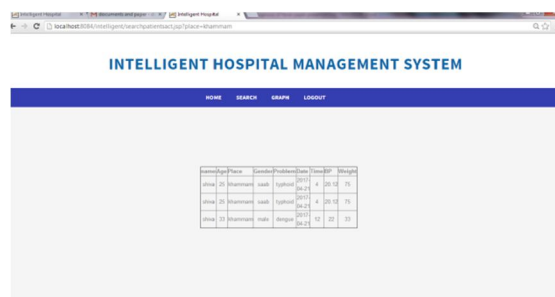 Intelligent Hospital
documents and paper -
Intelligent Hospital
localhost:8084/intelligent/searchpatientsact.jsp?place=khammam
INTELLIGENT HOSPITAL MANAGEMENT SYSTEM
HOME SEARCH GRAPH LOGOUT
name Age Place Gender Problem Date Time BP Weight
shiva 25 khammam saab typhoid 2017-04-21 4 20:12 75
shiva 25 khammam saab typhoid 2017-04-21 4 20:12 75
shiva 33 khammam male dengue 2017-04-21 12 22 33